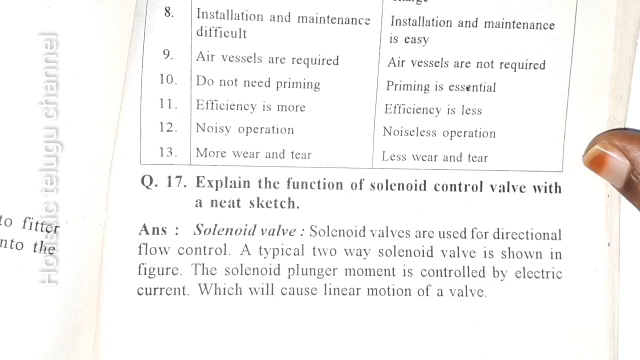 8. Installation and maintenance difficult Installation and maintenance is easy
9. Air vessels are required Air vessels are not required
10. Do not need priming Priming is essential
11. Efficiency is more Efficiency is less
12. Noisy operation Noiseless operation
13. More wear and tear Less wear and tear
Q. 17. Explain the function of solenoid control valve with
a neat sketch.
Ans : Solenoid valve : Solenoid valves are used for directional
flow control. A typical two way solenoid valve is shown in
figure. The solenoid plunger moment is controlled by electric
current. Which will cause linear motion of a valve.
to fitter
nto the
telugu channel